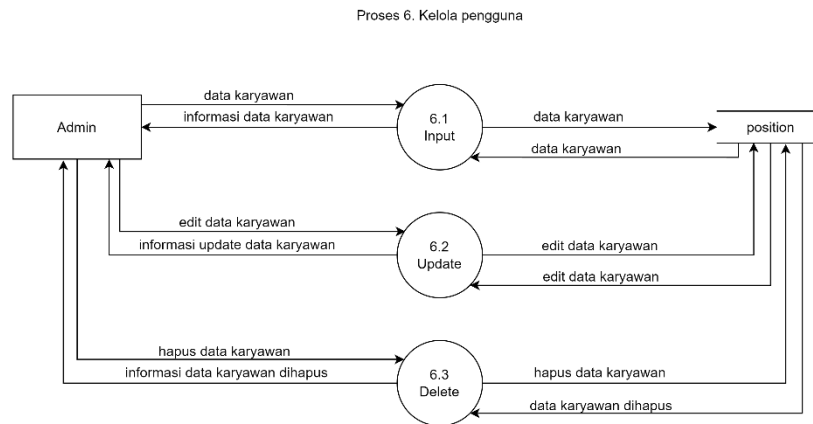 Proses 6. Kelola pengguna
data karyawan
informasi data karyawan
Admin
6.1
Input
data karyawan
data karyawan
position
edit data karyawan
informasi update data karyawan
6.2
Update
edit data karyawan
edit data karyawan
hapus data karyawan
informasi data karyawan dihapus
6.3
Delete
hapus data karyawan
data karyawan dihapus